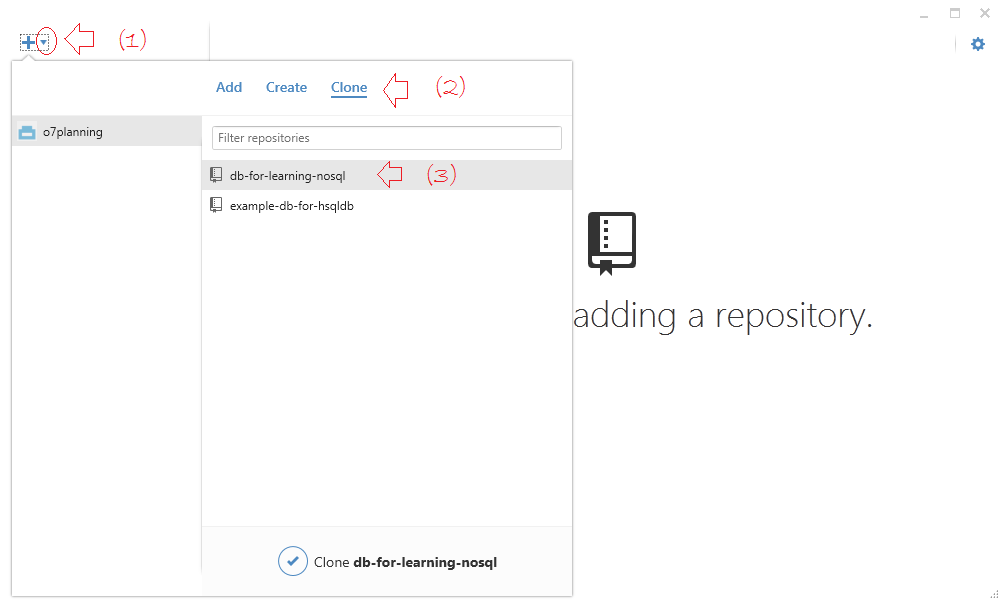 (1)
Add Create Clone (2)
o7planning
Filter repositories
db-for-learning-nosql (3)
example-db-for-hsqldb
adding a repository.
Clone db-for-learning-nosql